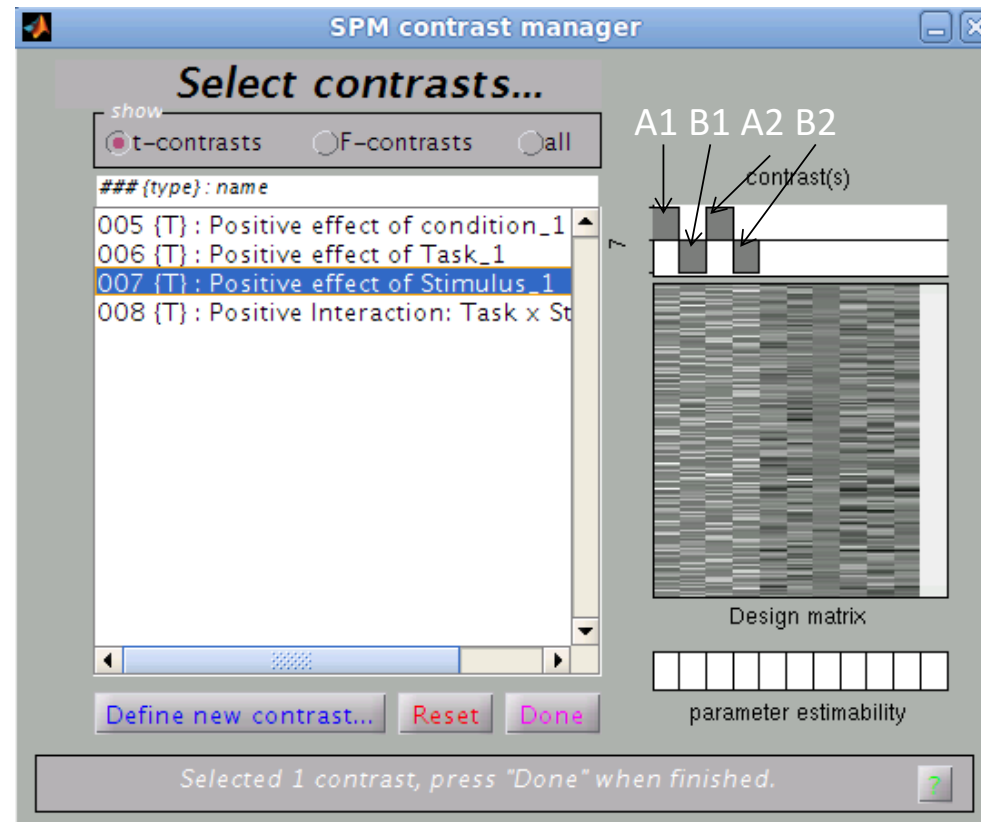 SPM contrast manager
Select contrasts...
show
t-contrasts F-contrasts all
### {type} : name
005 {T} : Positive effect of condition_1
006 {T} : Positive effect of Task_1
007 {T} : Positive effect of Stimulus_1
008 {T} : Positive Interaction: Task x St
Define new contrast... Reset Done
A1 B1 A2 B2
contrast(s)
7
Design matrix
parameter estimability
Selected 1 contrast, press "Done" when finished.
?